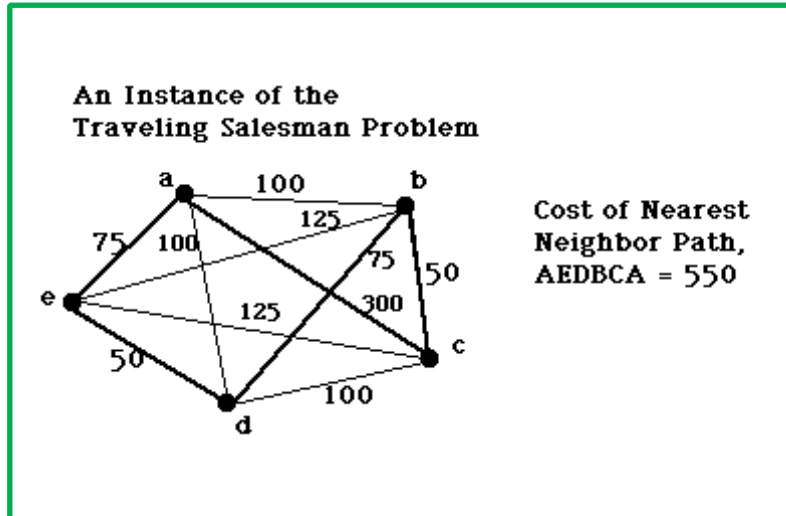 An Instance of the
Traveling Salesman Problem
a
100
b
125
75
100
75
50
e
125
300
c
50
100
d
Cost of Nearest
Neighbor Path,
AEDBCA = 550